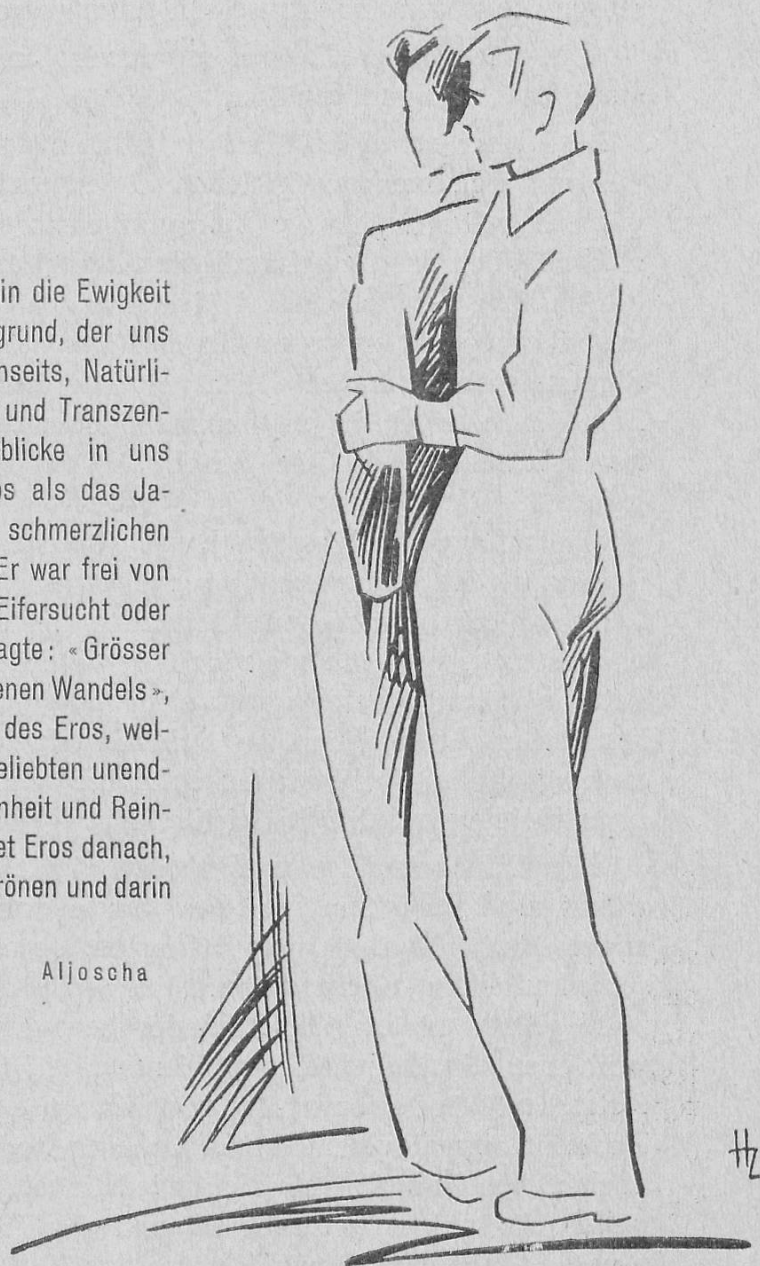 in die Ewigkeit
grund, der uns
nseits, Natürli-
und Transzen-
blicke in uns
os als das Ja-
schmerzlichen
Er war frei von
Eifersucht oder
agte: «Grösser
enen Wandels»,
des Eros, wel-
eliebten unend-
nheit und Rein-
et Eros danach,
rönen und darin
Aljoscha